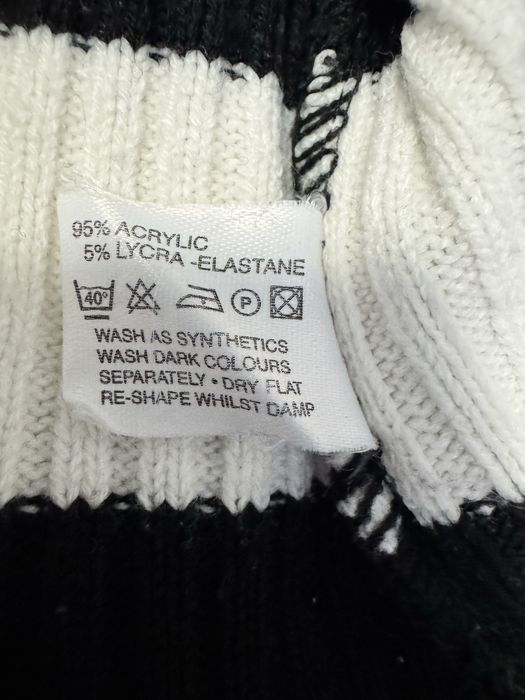 95% ACRYLIC
5% LYCRA -ELASTANE
40° P
WASH AS SYNTHETICS
WASH DARK COLOURS
SEPARATELY • DRY FLAT
RE-SHAPE WHILST DAMP